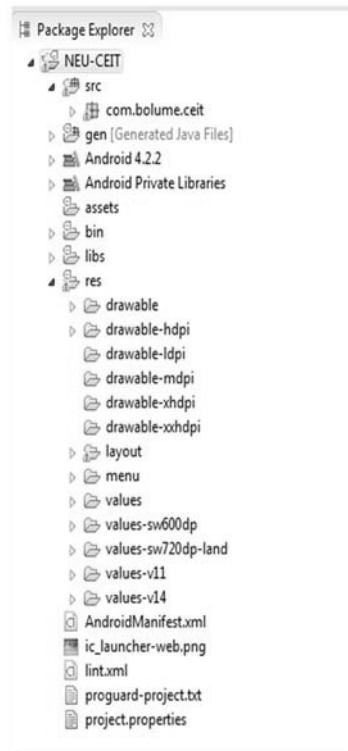 Package Explorer
NEU-CEIT
src
com.bolume.ceit
gen [Generated Java Files]
Android 4.2.2
Android Private Libraries
assets
bin
libs
res
drawable
drawable-hdpi
drawable-ldpi
drawable-mdpi
drawable-xhdpi
drawable-xxhdpi
layout
menu
values
values-sw600dp
values-sw720dp-land
values-v11
values-v14
AndroidManifest.xml
ic_launcher-web.png
lint.xml
proguard-project.txt
project.properties